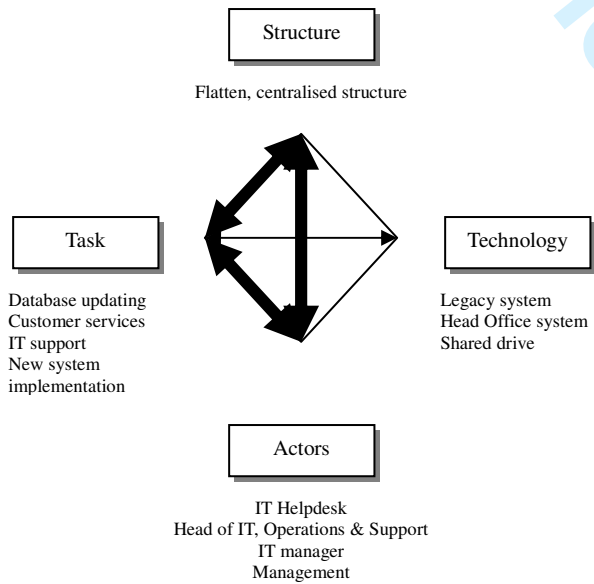 Structure
Flatten, centralised structure
Task
Technology
Database updating
Customer services
IT support
New system
implementation
Legacy system
Head Office system
Shared drive
Actors
IT Helpdesk
Head of IT, Operations & Support
IT manager
Management